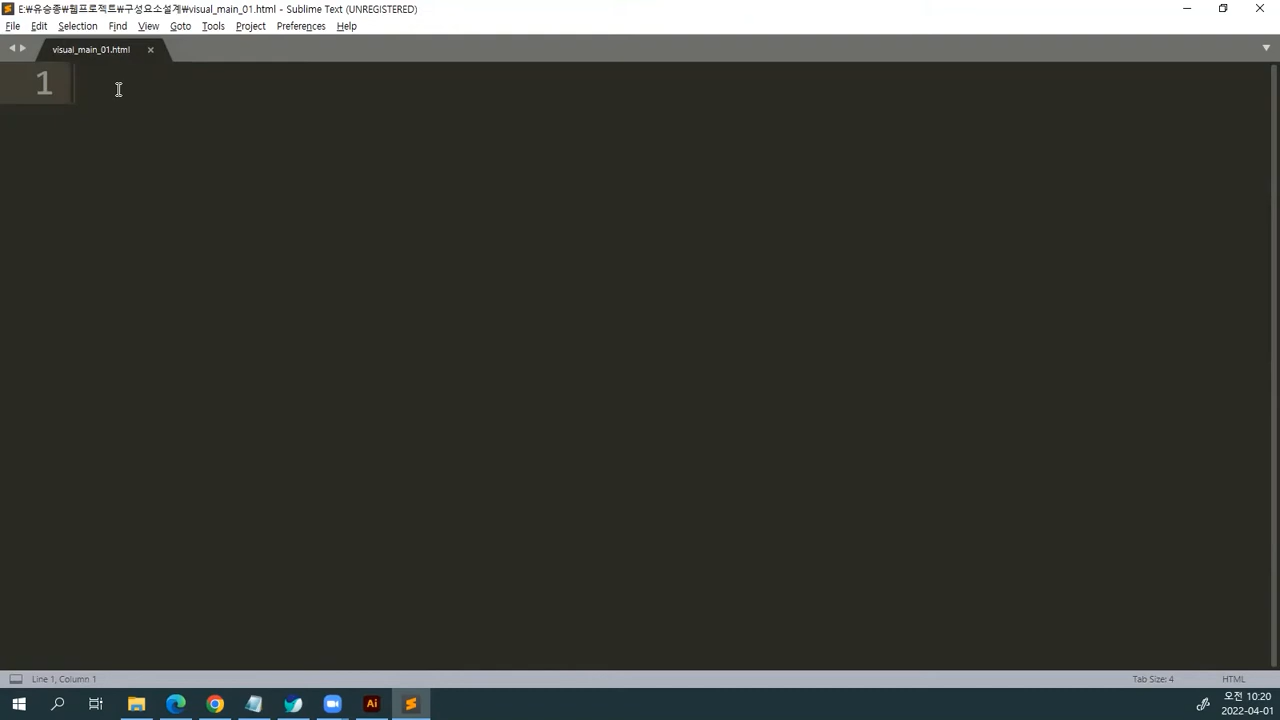 E:₩유승종₩웹프로젝트₩구성요소설계₩visual_main_01.html - Sublime Text (UNREGISTERED)
File Edit Selection Find View Goto Tools Project Preferences Help
visual_main_01.html
1
Line 1, Column 1 Tab Size: 4 HTML
Ai
오전 10:20
2022-04-01